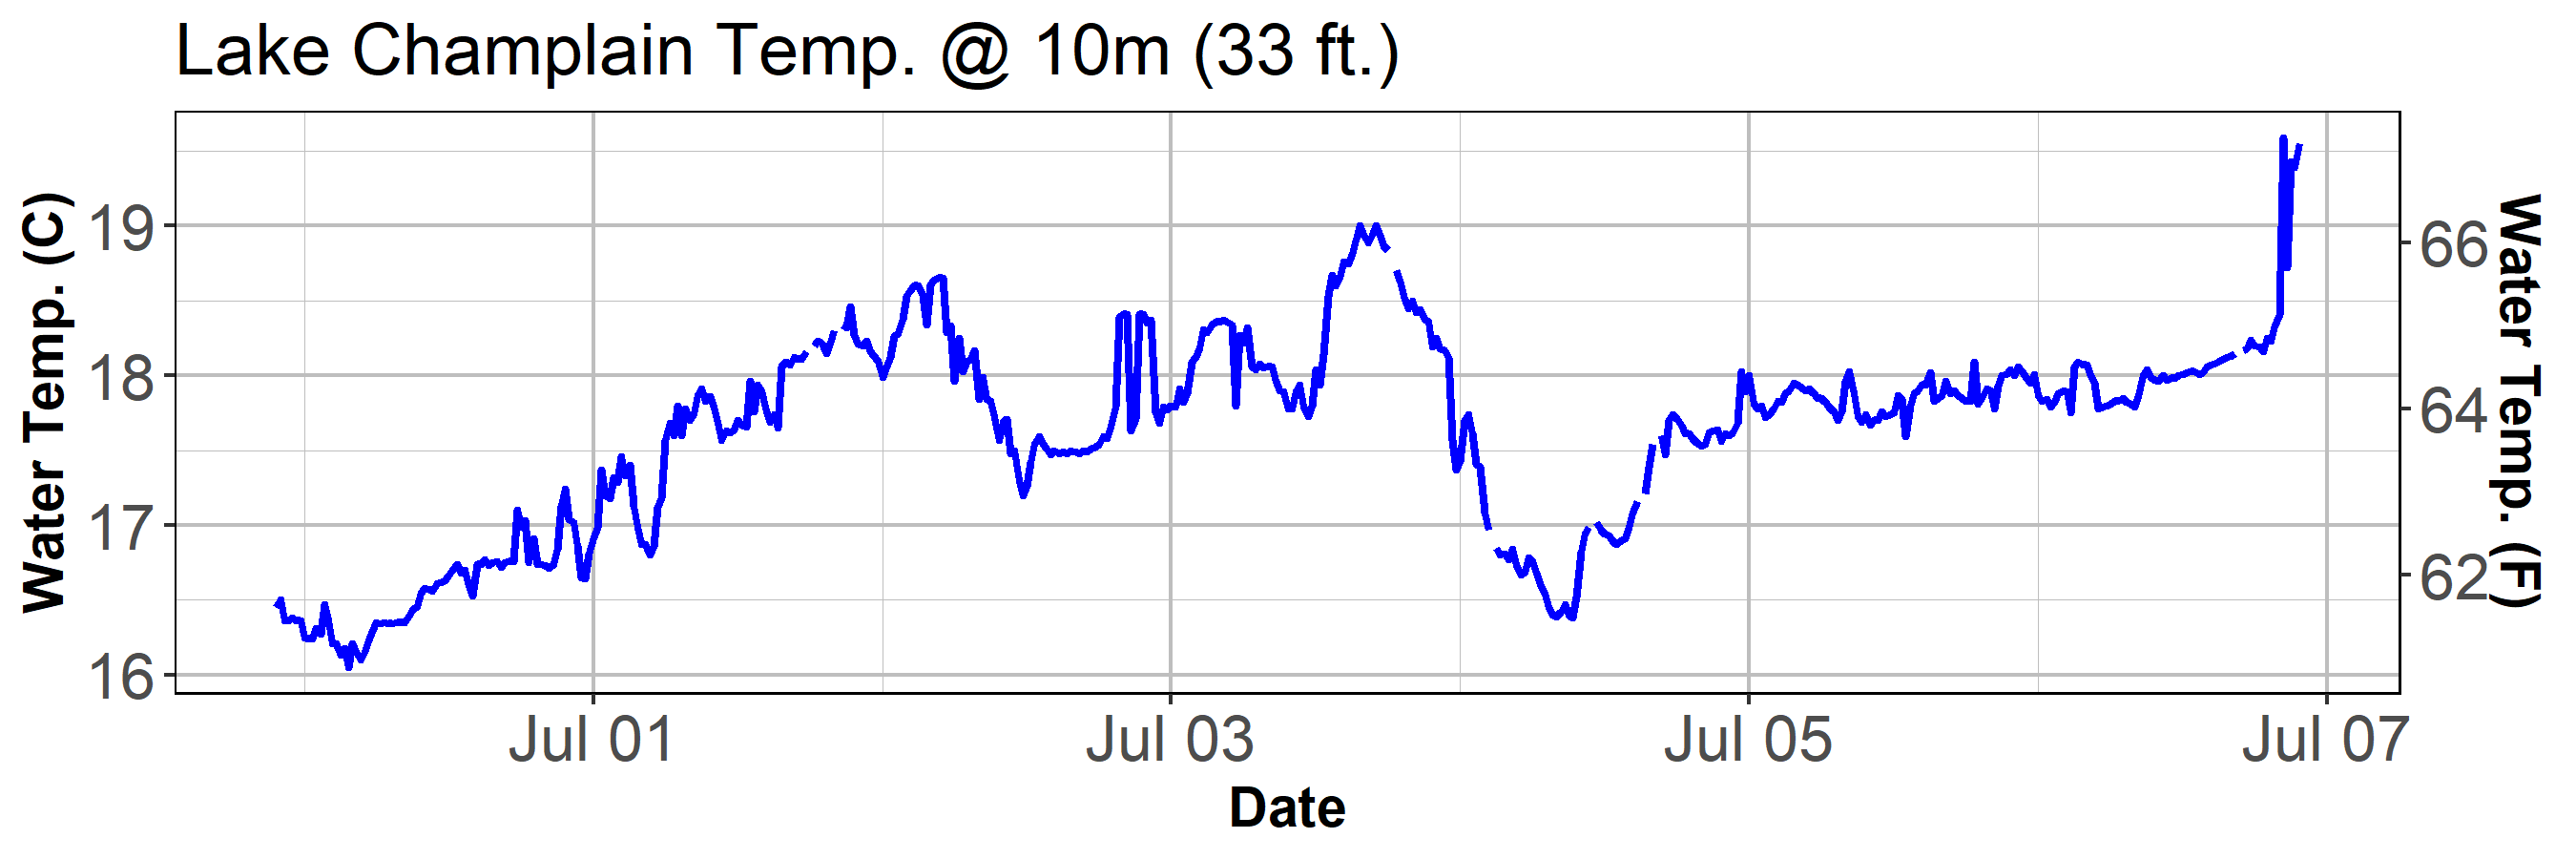 Lake Champlain Temp. @ 10m (33 ft.)
Water Temp. (C)
19
18
17
16
66
64
62
Water Temp. (F)
Jul 01
Jul 03
Jul 05
Jul 07
Date